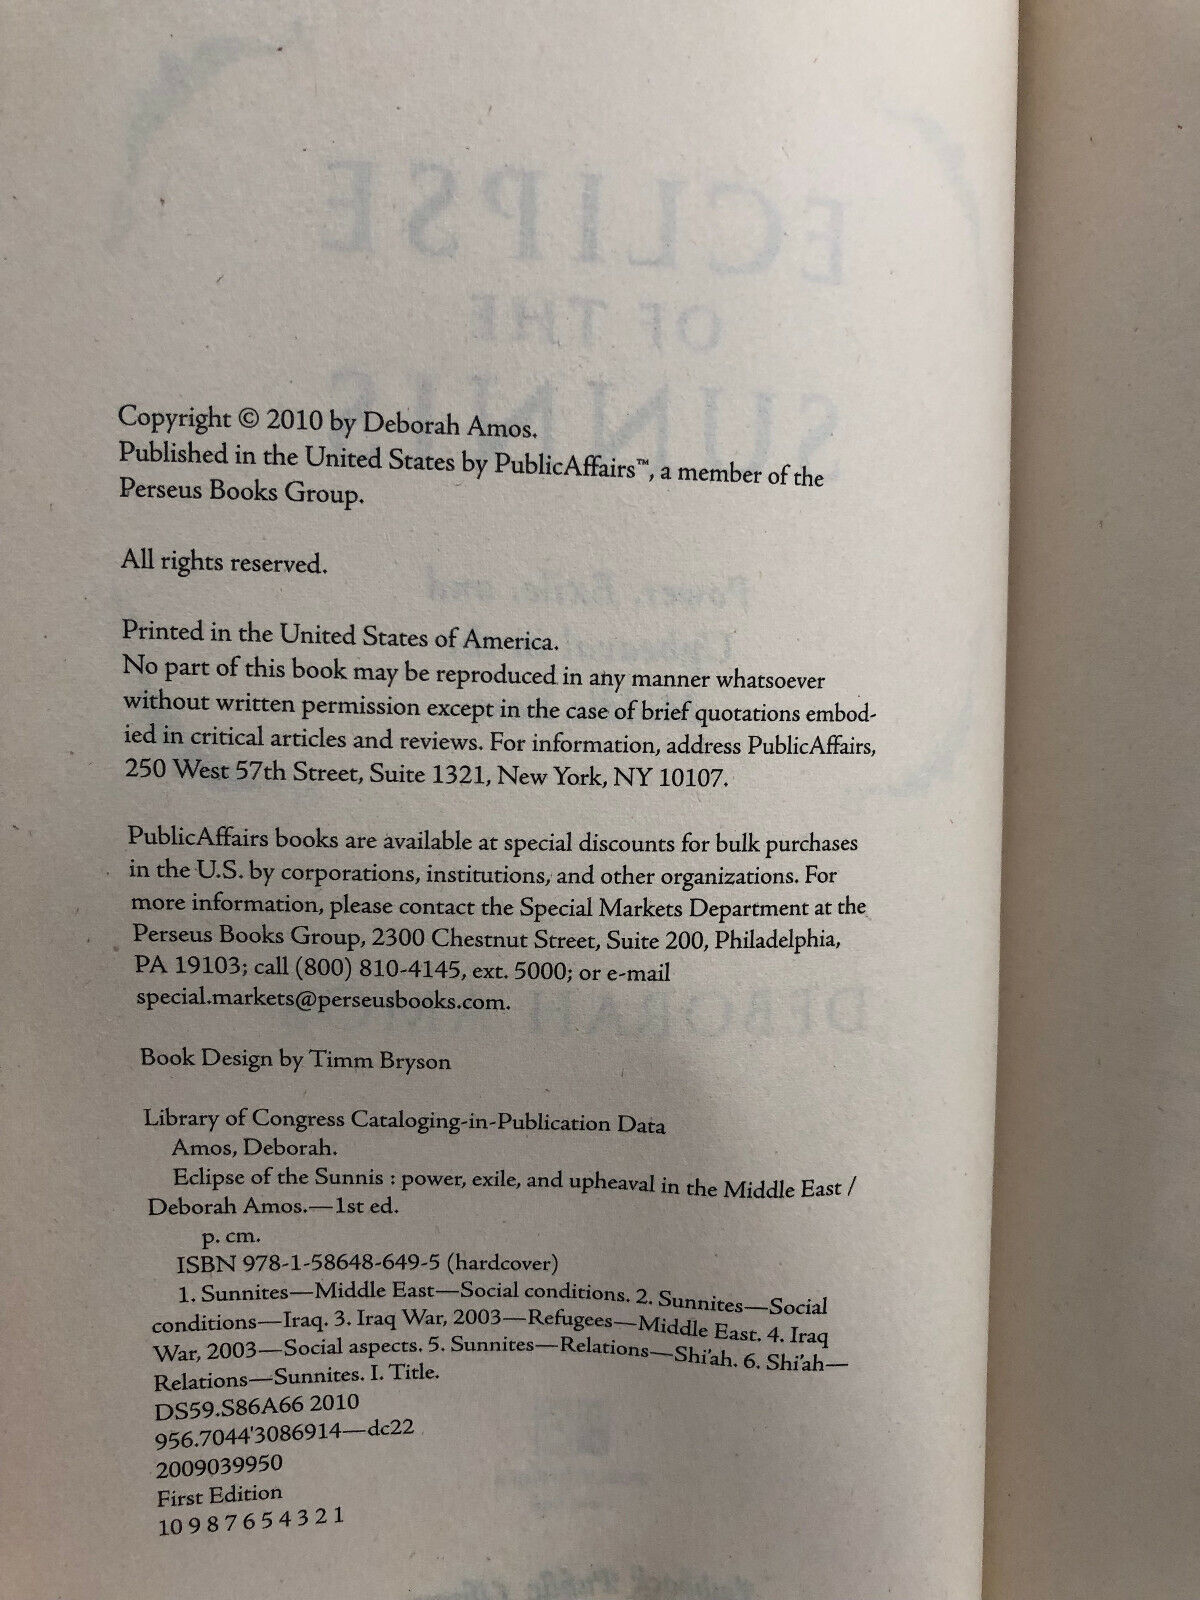 ECLIPSE
OF THE
SUNNIS
Copyright © 2010 by Deborah Amos.
Published in the United States by PublicAffairs™, a member of the
Perseus Books Group.
All rights reserved.
Power, Exile, and
Printed in the United States of America.
No part of this book may be reproduced in any manner whatsoever
without written permission except in the case of brief quotations embod-
ied in critical articles and reviews. For information, address PublicAffairs,
250 West 57th Street, Suite 1321, New York, NY 10107.
PublicAffairs books are available at special discounts for bulk purchases
in the U.S. by corporations, institutions, and other organizations. For
more information, please contact the Special Markets Department at the
Perseus Books Group, 2300 Chestnut Street, Suite 200, Philadelphia,
PA 19103; call (800) 810-4145, ext. 5000; or e-mail
special.markets@perseusbooks.com.
DEBORAH
Book Design by Timm Bryson
Library of Congress Cataloging-in-Publication Data
Amos, Deborah.
Eclipse of the Sunnis : power, exile, and upheaval in the Middle East /
Deborah Amos.—1st ed.
p. cm.
ISBN 978-1-58648-649-5 (hardcover)
1. Sunnites—Middle East—Social conditions. 2. Sunnites—Social
conditions—Iraq. 3. Iraq War, 2003—Refugees—Middle East. 4. Iraq
War, 2003—Social aspects. 5. Sunnites—Relations—Shi'ah. 6. Shi'ah—
Relations—Sunnites. I. Title.
DS59.S86A66 2010
956.7044'3086914—dc22
2009039950
First Edition
10 9 8 7 6 5 4 3 2 1